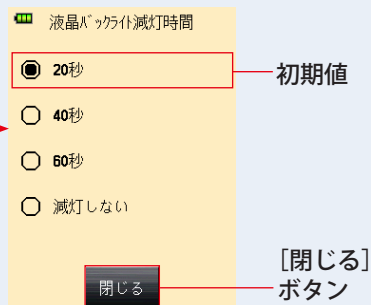 液晶ﾊﾞｯｸﾗｲﾄ減灯時間
20秒
初期値
40秒
60秒
減灯しない
閉じる
[閉じる]
ボタン